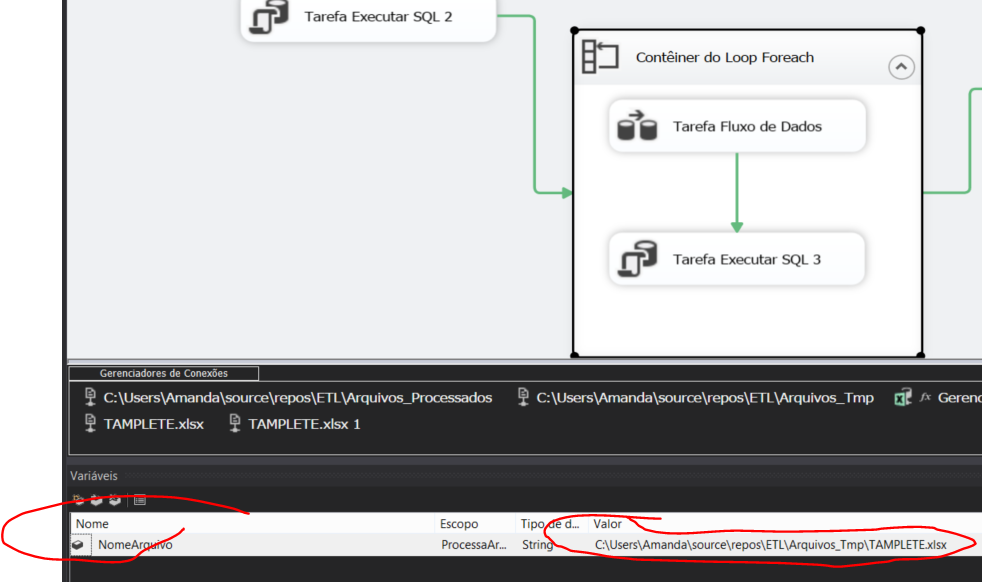 Tarefa Executar SQL 2
Contêiner do Loop Foreach
Tarefa Fluxo de Dados
Tarefa Executar SQL 3
Gerenciadores de Conexões
C:\Users\Amanda\source\repos\ETL\Arquivos_Processados C:\Users\Amanda\source\repos\ETL\Arquivos_Tmp fx Gerenc
TAMPLETE.xlsx TAMPLETE.xlsx 1
Variáveis
Nome Escopo Tipo de d... Valor
NomeArquivo ProcessaAr... String C:\Users\Amanda\source\repos\ETL\Arquivos_Tmp\TAMPLETE.xlsx